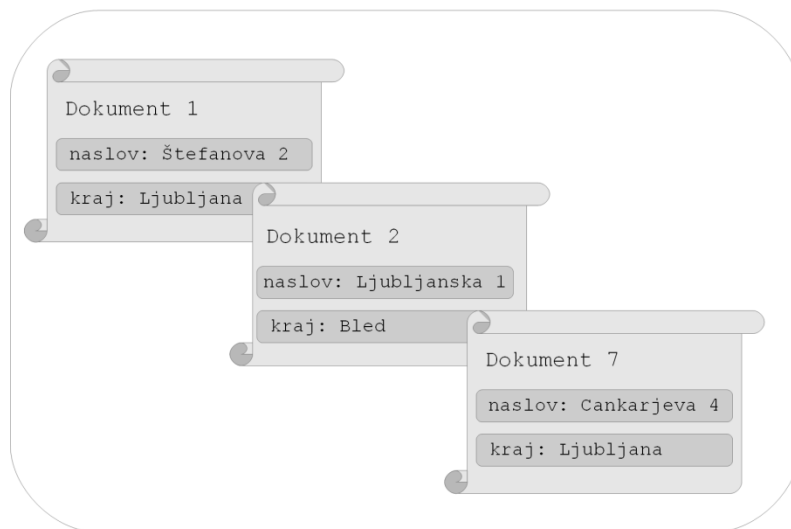 Dokument 1
naslov: Štefanova 2
kraj: Ljubljana
Dokument 2
naslov: Ljubljanska 1
kraj: Bled
Dokument 7
naslov: Cankarjeva 4
kraj: Ljubljana